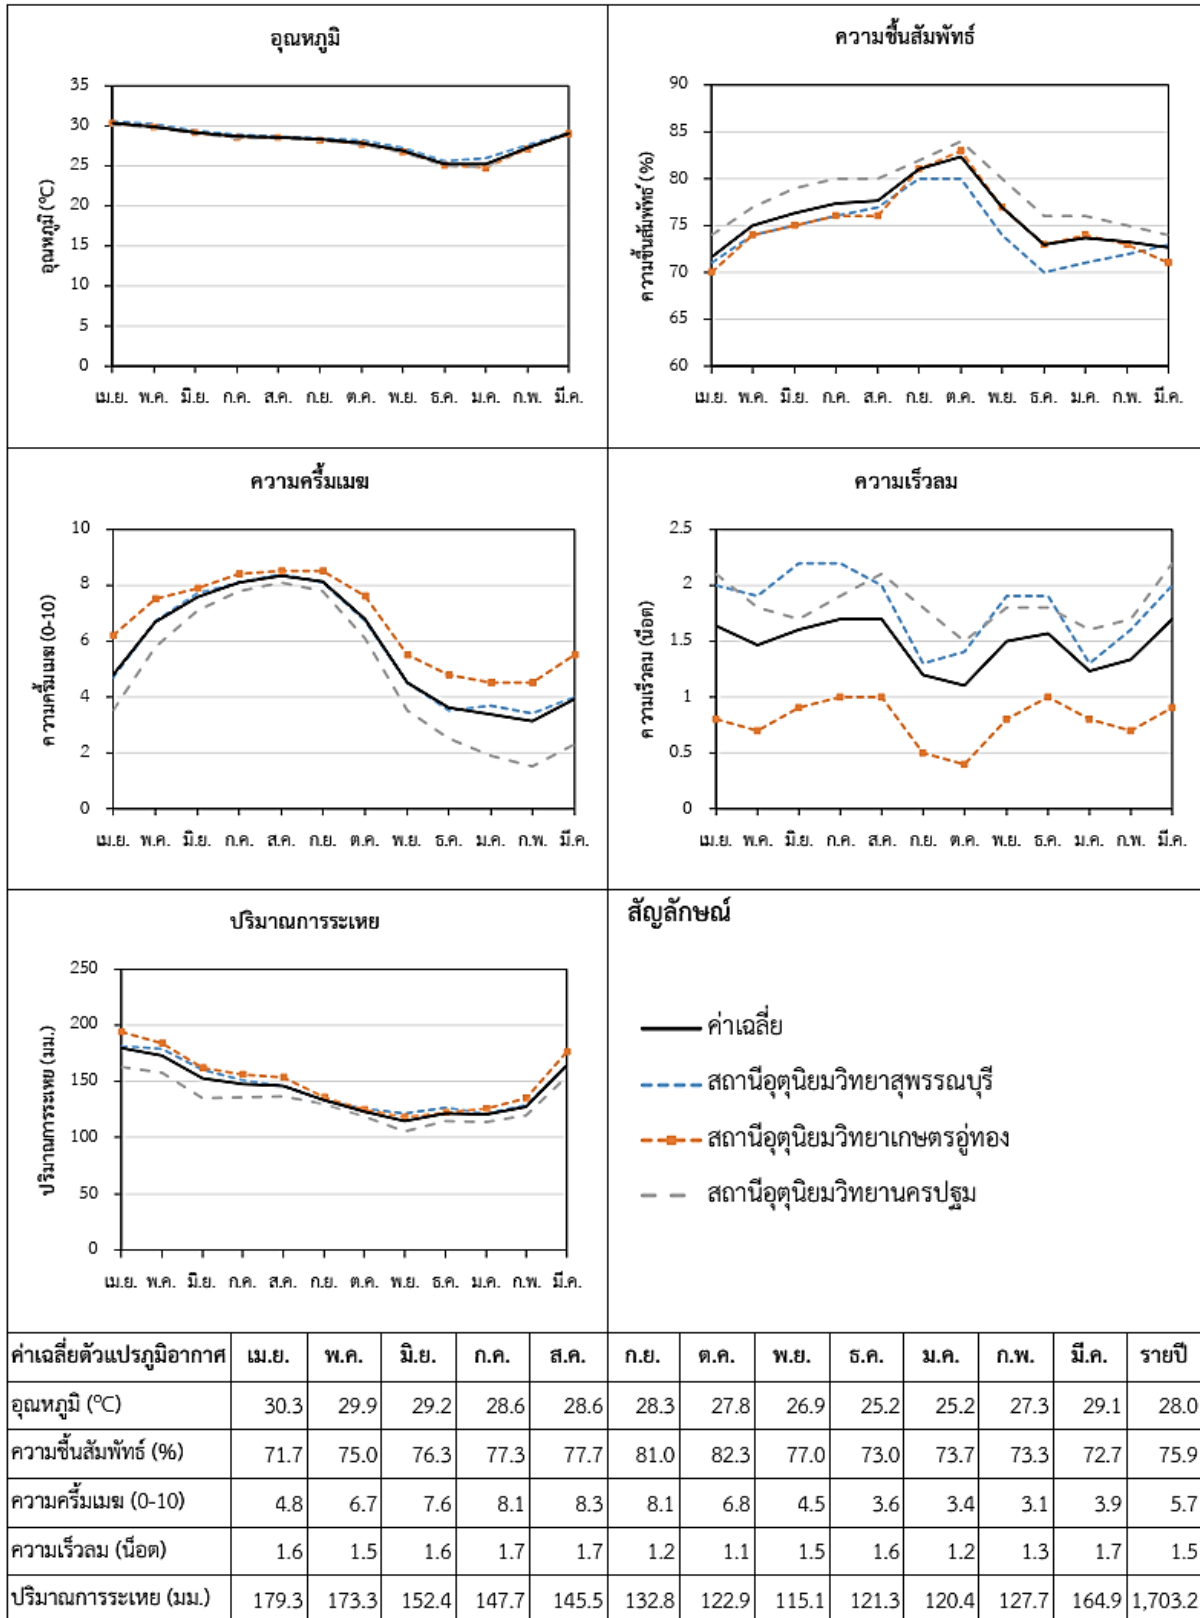 อุณหภูมิ
อุณหภูมิ (°C)
35
30
25
20
15
10
5
0
เม.ย. พ.ค. มิ.ย. ก.ค. ส.ค. ก.ย. ต.ค. พ.ย. ธ.ค. ม.ค. ก.พ. มี.ค.
ความชื้นสัมพัทธ์
ความชื้นสัมพัทธ์ (%)
90
85
80
75
70
65
60
เม.ย. พ.ค. มิ.ย. ก.ค. ส.ค. ก.ย. ต.ค. พ.ย. ธ.ค. ม.ค. ก.พ. มี.ค.
ความครึ้มเมฆ
ความครึ้มเมฆ (0-10)
10
8
6
4
2
0
เม.ย. พ.ค. มิ.ย. ก.ค. ส.ค. ก.ย. ต.ค. พ.ย. ธ.ค. ม.ค. ก.พ. มี.ค.
ความเร็วลม
ความเร็วลม (น็อต)
2.5
2
1.5
1
0.5
0
เม.ย. พ.ค. มิ.ย. ก.ค. ส.ค. ก.ย. ต.ค. พ.ย. ธ.ค. ม.ค. ก.พ. มี.ค.
ปริมาณการระเหย
ปริมาณการระเหย (มม.)
250
200
150
100
50
0
เม.ย. พ.ค. มิ.ย. ก.ค. ส.ค. ก.ย. ต.ค. พ.ย. ธ.ค. ม.ค. ก.พ. มี.ค.
สัญลักษณ์
ค่าเฉลี่ย
สถานีอุตุนิยมวิทยาสุพรรณบุรี
สถานีอุตุนิยมวิทยาเกษตรอู่ทอง
สถานีอุตุนิยมวิทยานครปฐม
ค่าเฉลี่ยตัวแปรภูมิอากาศ เม.ย. พ.ค. มิ.ย. ก.ค. ส.ค. ก.ย. ต.ค. พ.ย. ธ.ค. ม.ค. ก.พ. มี.ค. รายปี
อุณหภูมิ (°C) 30.3 29.9 29.2 28.6 28.6 28.3 27.8 26.9 25.2 25.2 27.3 29.1 28.0
ความชื้นสัมพัทธ์ (%) 71.7 75.0 76.3 77.3 77.7 81.0 82.3 77.0 73.0 73.7 73.3 72.7 75.9
ความครึ้มเมฆ (0-10) 4.8 6.7 7.6 8.1 8.3 8.1 6.8 4.5 3.6 3.4 3.1 3.9 5.7
ความเร็วลม (น็อต) 1.6 1.5 1.6 1.7 1.7 1.2 1.1 1.5 1.6 1.2 1.3 1.7 1.5
ปริมาณการระเหย (มม.) 179.3 173.3 152.4 147.7 145.5 132.8 122.9 115.1 121.3 120.4 127.7 164.9 1,703.2